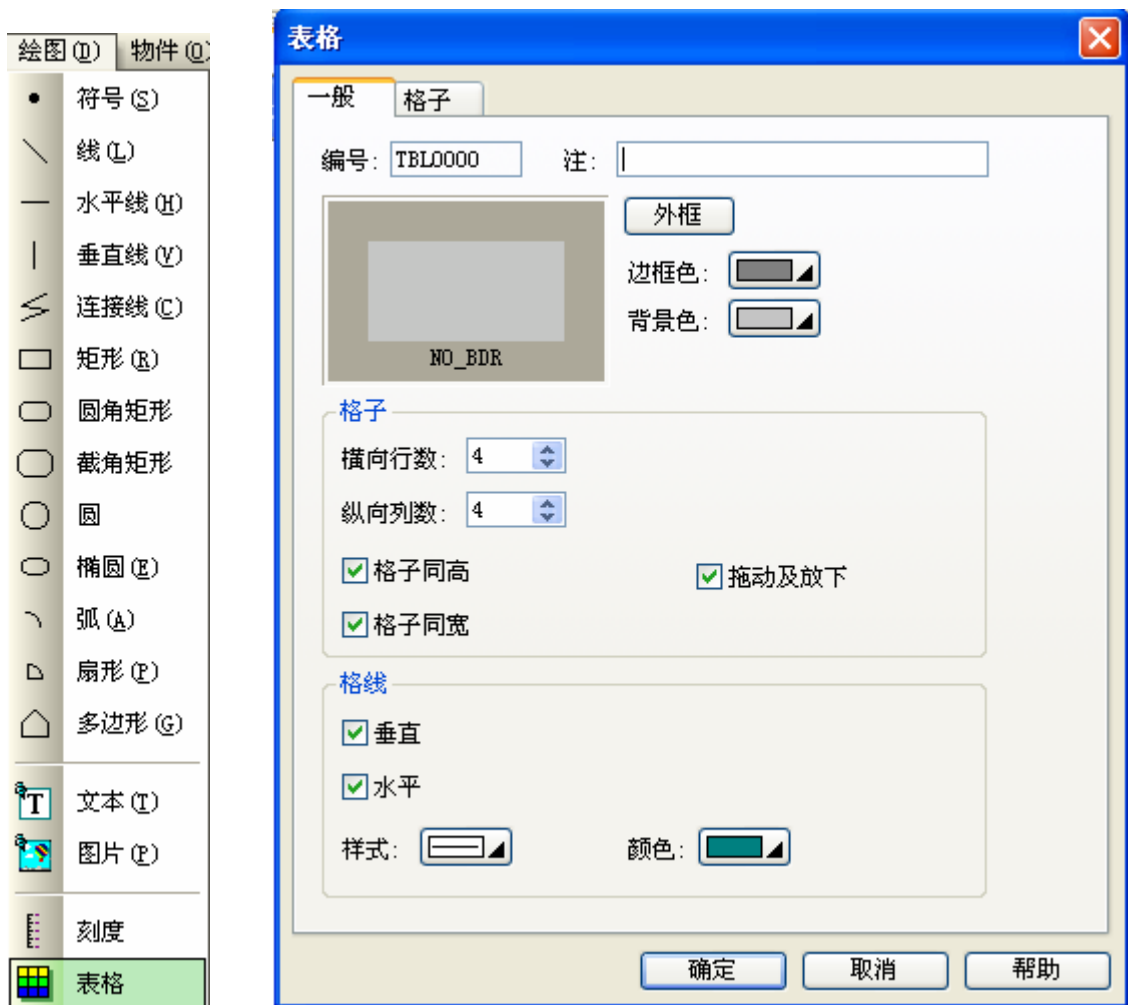 绘图(D) 物件(O)
符号(S)
线(L)
水平线(H)
垂直线(V)
连接线(C)
矩形(R)
圆角矩形
截角矩形
圆
椭圆(E)
弧(A)
扇形(P)
多边形(G)
文本(T)
图片(P)
刻度
表格
表格
一般 格子
编号: TBL0000 注:
外框
边框色:
背景色:
NO_BDR
格子
横向行数: 4
纵向列数: 4
格子同高 拖动及放下
格子同宽
格线
垂直
水平
样式: 颜色:
确定 取消 帮助